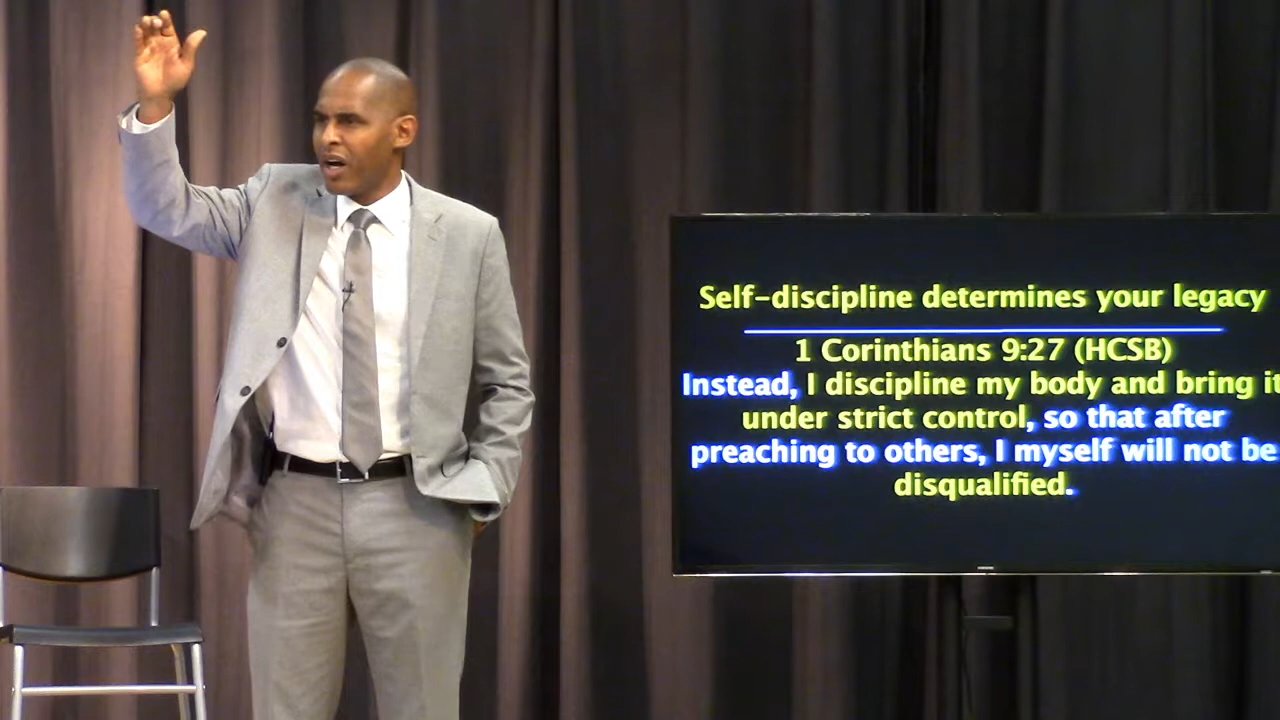 Self-discipline determines your legacy
1 Corinthians 9:27 (HCSB)
Instead, I discipline my body and bring it
under strict control, so that after
preaching to others, I myself will not be
disqualified.